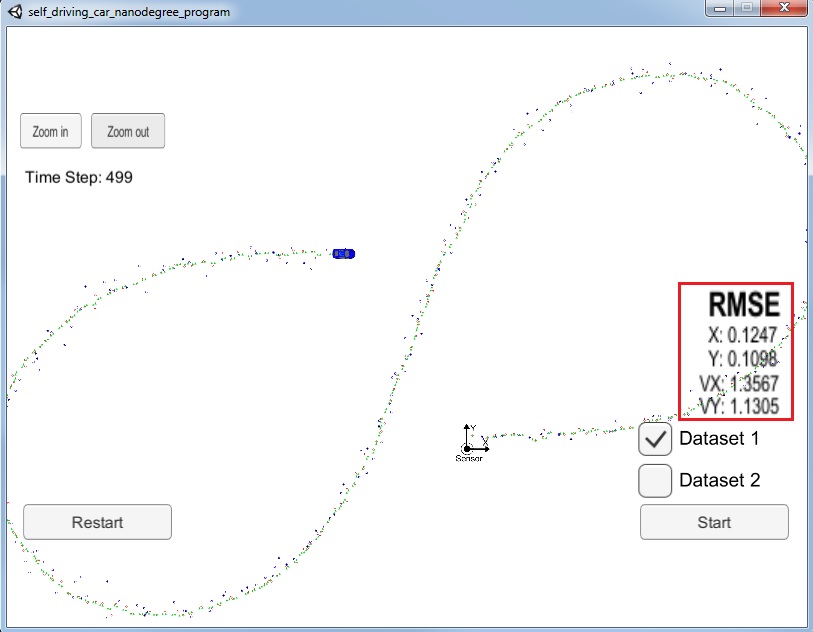 self_driving_car_nanodegree_program
Zoom in
Zoom out
Time Step: 499
RMSE
X: 0.1247
Y: 0.1098
VX: 1.3567
VY: 1.1305
Y
X
Sensor
Dataset 1
Dataset 2
Restart
Start